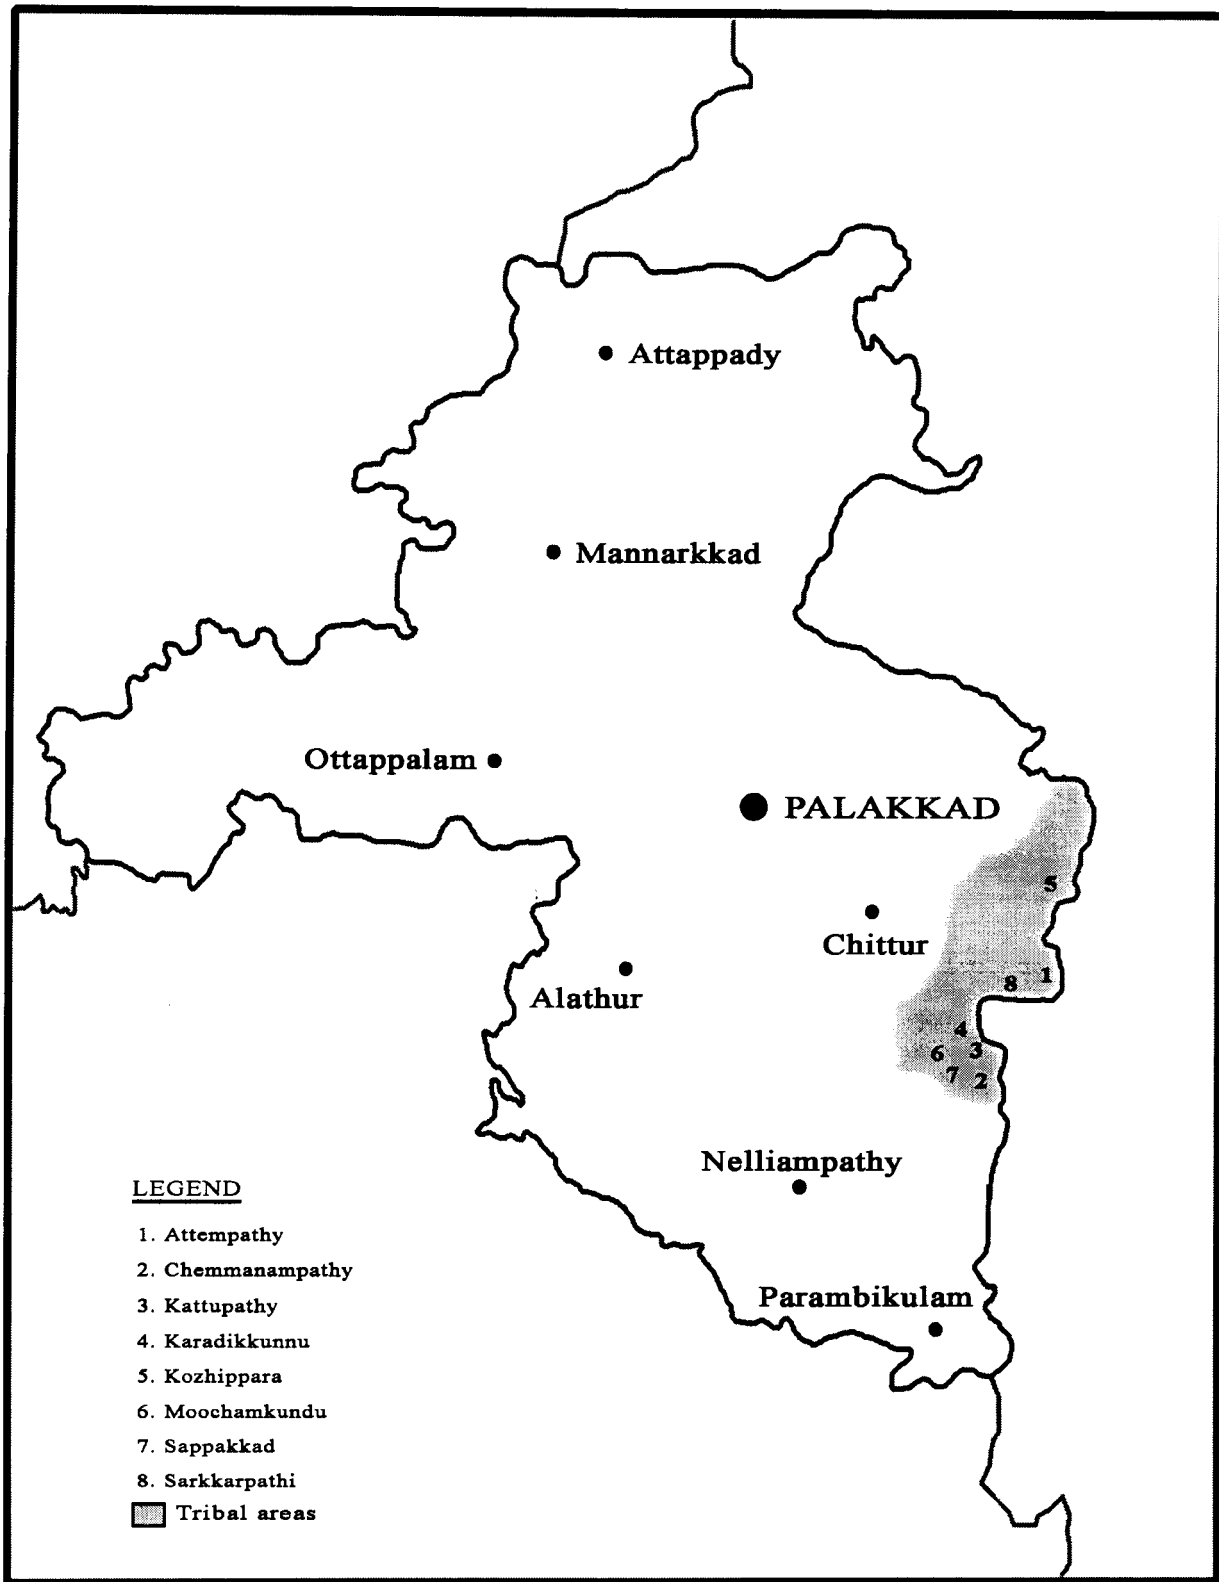 Attappady
Mannarkkad
Ottappalam
PALAKKAD
5
Chittur
1
8
Alathur
4
3
6
7
2
Nelliampathy
LEGEND
1. Attempathy
2. Chemmanampathy
Parambikulam
3. Kattupathy
4. Karadikkunnu
5. Kozhippara
6. Moochamkundu
7. Sappakkad
8. Sarkkarpathi
Tribal areas